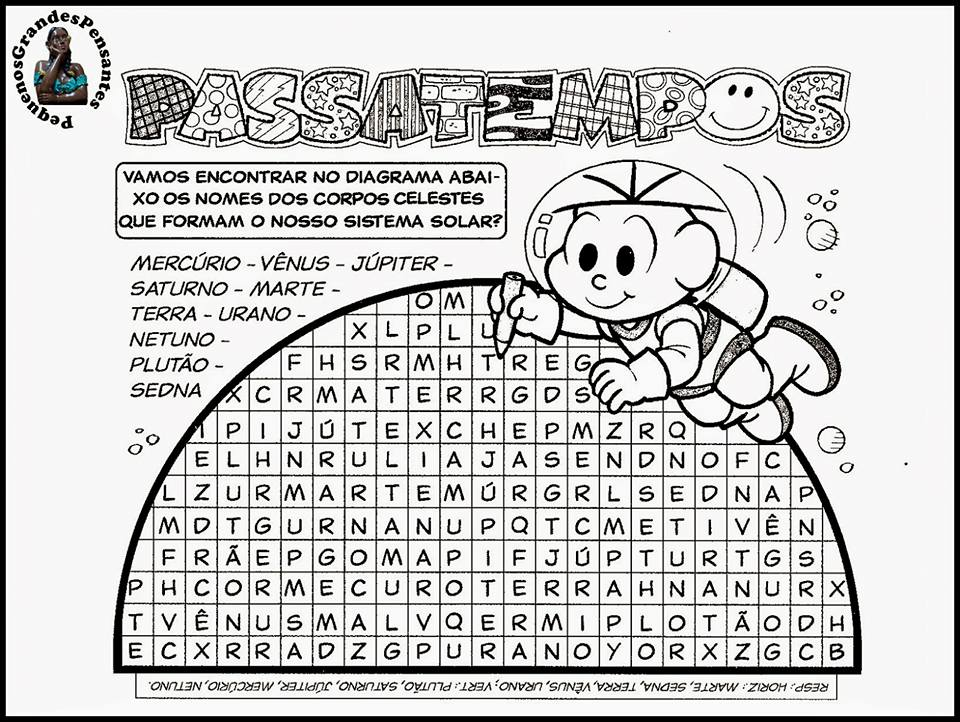 PequenosGrandesPensantes
PASSATEMPOS
VAMOS ENCONTRAR NO DIAGRAMA ABAI-
XO OS NOMES DOS CORPOS CELESTES
QUE FORMAM O NOSSO SISTEMA SOLAR?
MERCÚRIO - VÊNUS - JÚPITER -
SATURNO - MARTE -
TERRA - URANO -
NETUNO -
PLUTÃO -
SEDNA
O M
X L P L U
F H S R M H T R E G
X C R M A T E R R G D S
I P I J Ú T E X C H E P M Z R Q
E L H N R U L I A J A S E N D N O F C
L Z U R M A R T E M Ú R G R L S E D N A P
M D T G U R N A N U P Q T C M E T I V Ê N
F R Ã E P G O M A P I F J Ú P T U R T G S
P H C O R M E C U R O T E R R A H N A N U R X
T V Ê N U S M A L V Q E R M I P L O T Ã O D H
E C X R R A D Z G P U R A N O Y O R X Z G C B
RESP.: HORIZ.: MARTE, SEDNA, TERRA, VÊNUS, URANO; VERT.: PLUTÃO, SATURNO, JÚPITER, MERCÚRIO, NETUNO.